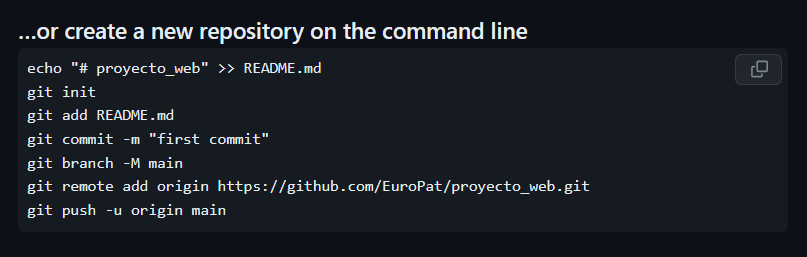 ...or create a new repository on the command line
echo "# proyecto_web" >> README.md
git init
git add README.md
git commit -m "first commit"
git branch -M main
git remote add origin https://github.com/EuroPat/proyecto_web.git
git push -u origin main